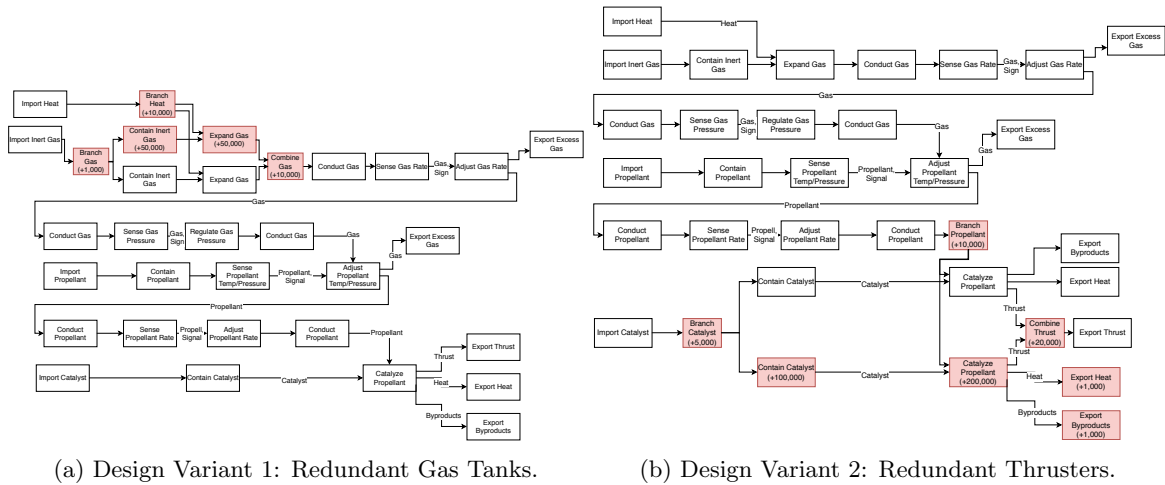 Import Heat
Branch
Heat
(+10,000)
Import Inert Gas
Branch
Gas
(+1,000)
Contain Inert
Gas
(+50,000)
Expand Gas
(+50,000)
Contain Inert
Gas
Expand Gas
Combine
Gas
(+10,000)
Conduct Gas
Sense Gas Rate
Gas,
Sign
Adjust Gas Rate
Export Excess
Gas
Gas
Conduct Gas
Sense Gas
Pressure
Gas,
Sign
Regulate Gas
Pressure
Conduct Gas
Gas
Gas
Export Excess
Gas
Import
Propellant
Contain
Propellant
Sense
Propellant
Temp/Pressure
Propellant,
Signal
Adjust
Propellant
Temp/Pressure
Propellant
Conduct
Propellant
Sense
Propellant Rate
Propell,
Signal
Adjust
Propellant Rate
Conduct
Propellant
Propellant
Import Catalyst
Contain Catalyst
Catalyst
Catalyze
Propellant
Thrust
Export Thrust
Heat
Export Heat
Byproducts
Export
Byproducts
(a) Design Variant 1: Redundant Gas Tanks.
Import Heat
Heat
Import Inert Gas
Contain Inert
Gas
Expand Gas
Conduct Gas
Sense Gas Rate
Gas,
Sign
Adjust Gas Rate
Export Excess
Gas
Gas
Conduct Gas
Sense Gas
Pressure
Gas,
Sign
Regulate Gas
Pressure
Conduct Gas
Gas
Gas
Export Excess
Gas
Import
Propellant
Contain
Propellant
Sense
Propellant
Temp/Pressure
Propellant,
Signal
Adjust
Propellant
Temp/Pressure
Propellant
Conduct
Propellant
Sense
Propellant Rate
Propell,
Signal
Adjust
Propellant Rate
Conduct
Propellant
Branch
Propellant
(+10,000)
Import Catalyst
Branch
Catalyst
(+5,000)
Contain Catalyst
Catalyst
Catalyze
Propellant
Export
Byproducts
Export Heat
Thrust
Combine
Thrust
(+20,000)
Export Thrust
Thrust
Contain Catalyst
(+100,000)
Catalyst
Catalyze
Propellant
(+200,000)
Heat
Export Heat
(+1,000)
Byproducts
Export
Byproducts
(+1,000)
(b) Design Variant 2: Redundant Thrusters.